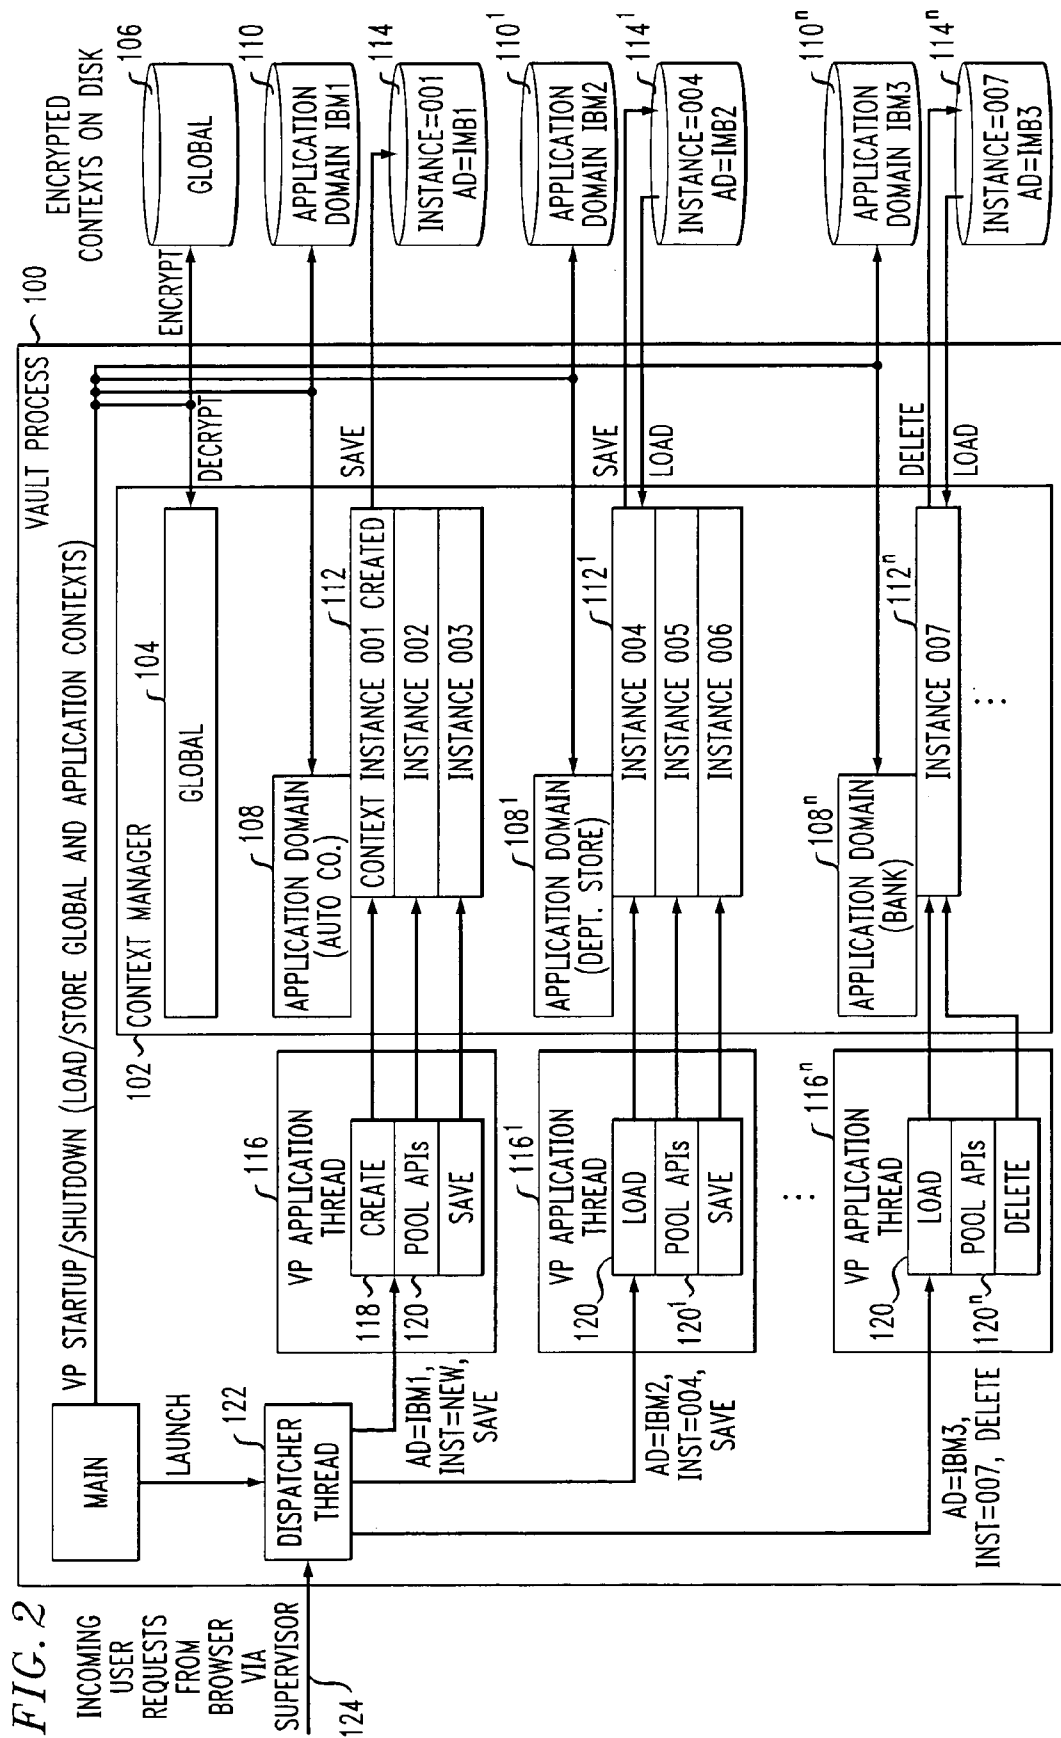 FIG. 2
INCOMING
USER
REQUESTS
FROM
BROWSER
VIA
SUPERVISOR
124
VAULT PROCESS
100
MAIN
VP STARTUP/SHUTDOWN (LOAD/STORE GLOBAL AND APPLICATION CONTEXTS)
LAUNCH
122
DISPATCHER
THREAD
AD=IBM1,
INST=NEW,
SAVE
AD=IBM2,
INST=004,
SAVE
AD=IBM3,
INST=007, DELETE
116
VP APPLICATION
THREAD
118
CREATE
120
POOL APIs
SAVE
116¹
VP APPLICATION
THREAD
120
LOAD
120¹
POOL APIs
SAVE
...
116ⁿ
VP APPLICATION
THREAD
120
LOAD
120ⁿ
POOL APIs
DELETE
102
CONTEXT MANAGER
104
GLOBAL
108
APPLICATION DOMAIN
(AUTO CO.)
112
CONTEXT INSTANCE 001 CREATED
INSTANCE 002
INSTANCE 003
108¹
APPLICATION DOMAIN
(DEPT. STORE)
112¹
INSTANCE 004
INSTANCE 005
INSTANCE 006
108ⁿ
APPLICATION DOMAIN
(BANK)
112ⁿ
INSTANCE 007
...
DECRYPT
ENCRYPT
SAVE
SAVE
LOAD
DELETE
LOAD
ENCRYPTED
CONTEXTS ON DISK
106
GLOBAL
110
APPLICATION
DOMAIN IBM1
114
INSTANCE=001
AD=IMB1
110¹
APPLICATION
DOMAIN IBM2
114¹
INSTANCE=004
AD=IMB2
110ⁿ
APPLICATION
DOMAIN IBM3
114ⁿ
INSTANCE=007
AD=IMB3